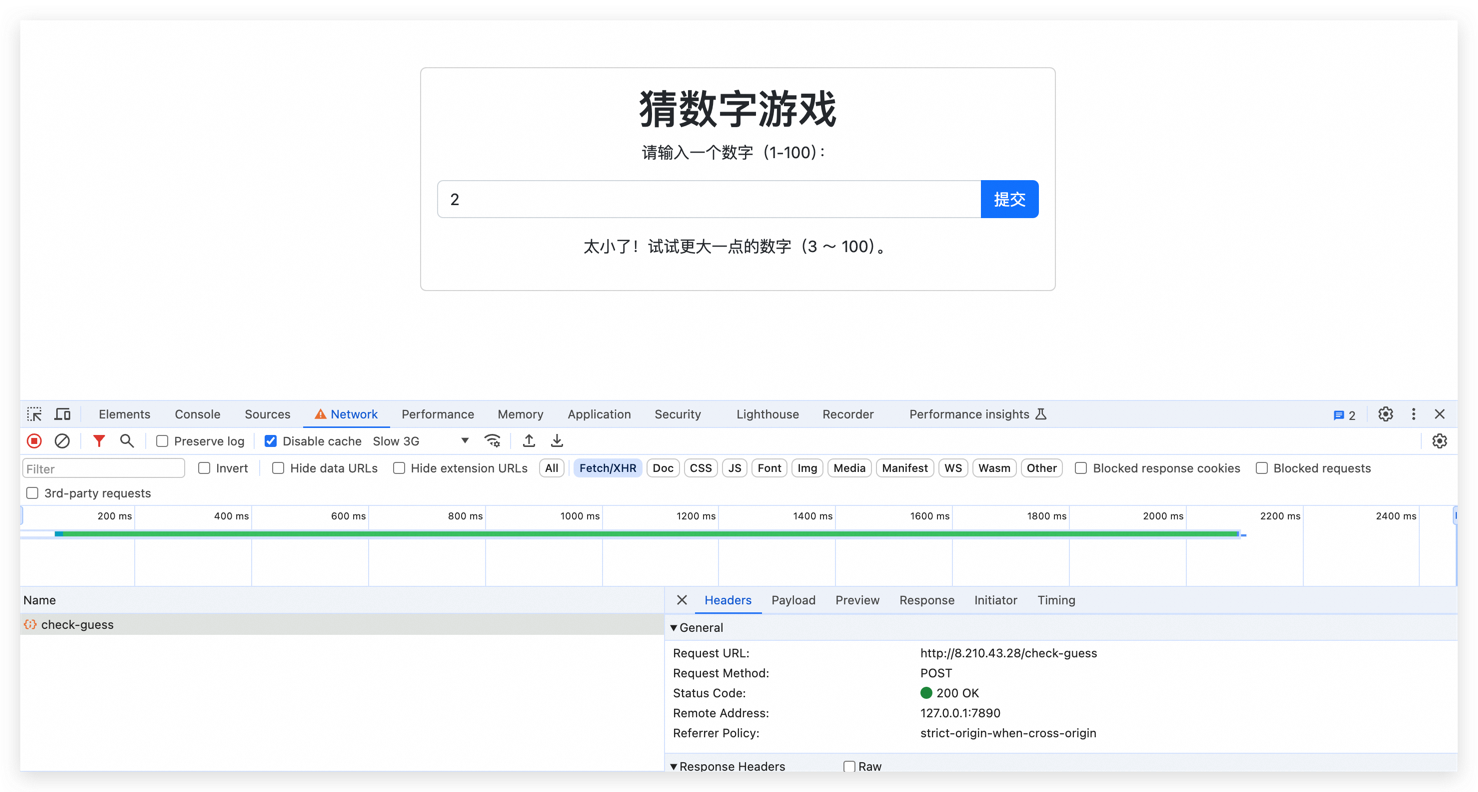 猜数字游戏
请输入一个数字（1-100）：
2 提交
太小了！试试更大一点的数字（3 ～ 100）。
Elements Console Sources Network Performance Memory Application Security Lighthouse Recorder Performance insights 2
Preserve log Disable cache Slow 3G
Filter Invert Hide data URLs Hide extension URLs All Fetch/XHR Doc CSS JS Font Img Media Manifest WS Wasm Other Blocked response cookies Blocked requests
3rd-party requests
200 ms 400 ms 600 ms 800 ms 1000 ms 1200 ms 1400 ms 1600 ms 1800 ms 2000 ms 2200 ms 2400 ms
Name Headers Payload Preview Response Initiator Timing
check-guess
General
Request URL: http://8.210.43.28/check-guess
Request Method: POST
Status Code: 200 OK
Remote Address: 127.0.0.1:7890
Referrer Policy: strict-origin-when-cross-origin
Response Headers Raw